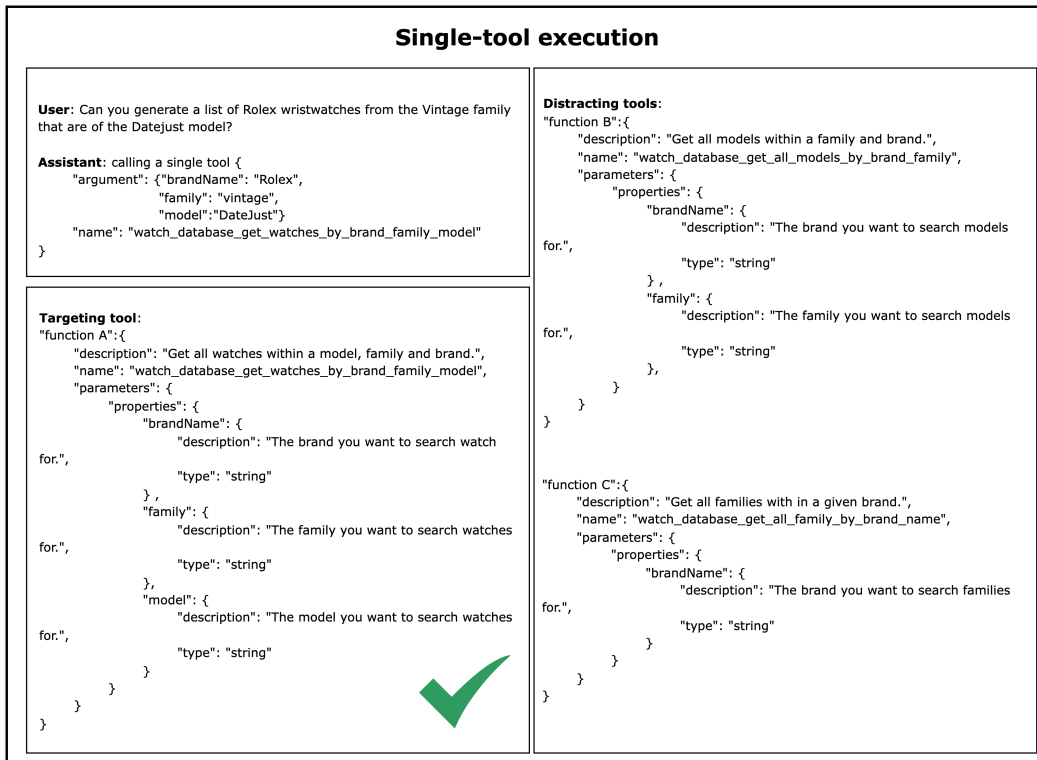 Single-tool execution
User: Can you generate a list of Rolex wristwatches from the Vintage family
that are of the Datejust model?
Assistant: calling a single tool {
"argument": {"brandName": "Rolex",
"family": "vintage",
"model":"DateJust"}
"name": "watch_database_get_watches_by_brand_family_model"
}
Targeting tool:
"function A":{
"description": "Get all watches within a model, family and brand.",
"name": "watch_database_get_watches_by_brand_family_model",
"parameters": {
"properties": {
"brandName": {
"description": "The brand you want to search watch
for.",
"type": "string"
} ,
"family": {
"description": "The family you want to search watches
for.",
"type": "string"
},
"model": {
"description": "The model you want to search watches
for.",
"type": "string"
}
}
}
}
Distracting tools:
"function B":{
"description": "Get all models within a family and brand.",
"name": "watch_database_get_all_models_by_brand_family",
"parameters": {
"properties": {
"brandName": {
"description": "The brand you want to search models
for.",
"type": "string"
} ,
"family": {
"description": "The family you want to search models
for.",
"type": "string"
},
}
}
}
"function C":{
"description": "Get all families with in a given brand.",
"name": "watch_database_get_all_family_by_brand_name",
"parameters": {
"properties": {
"brandName": {
"description": "The brand you want to search families
for.",
"type": "string"
}
}
}
}